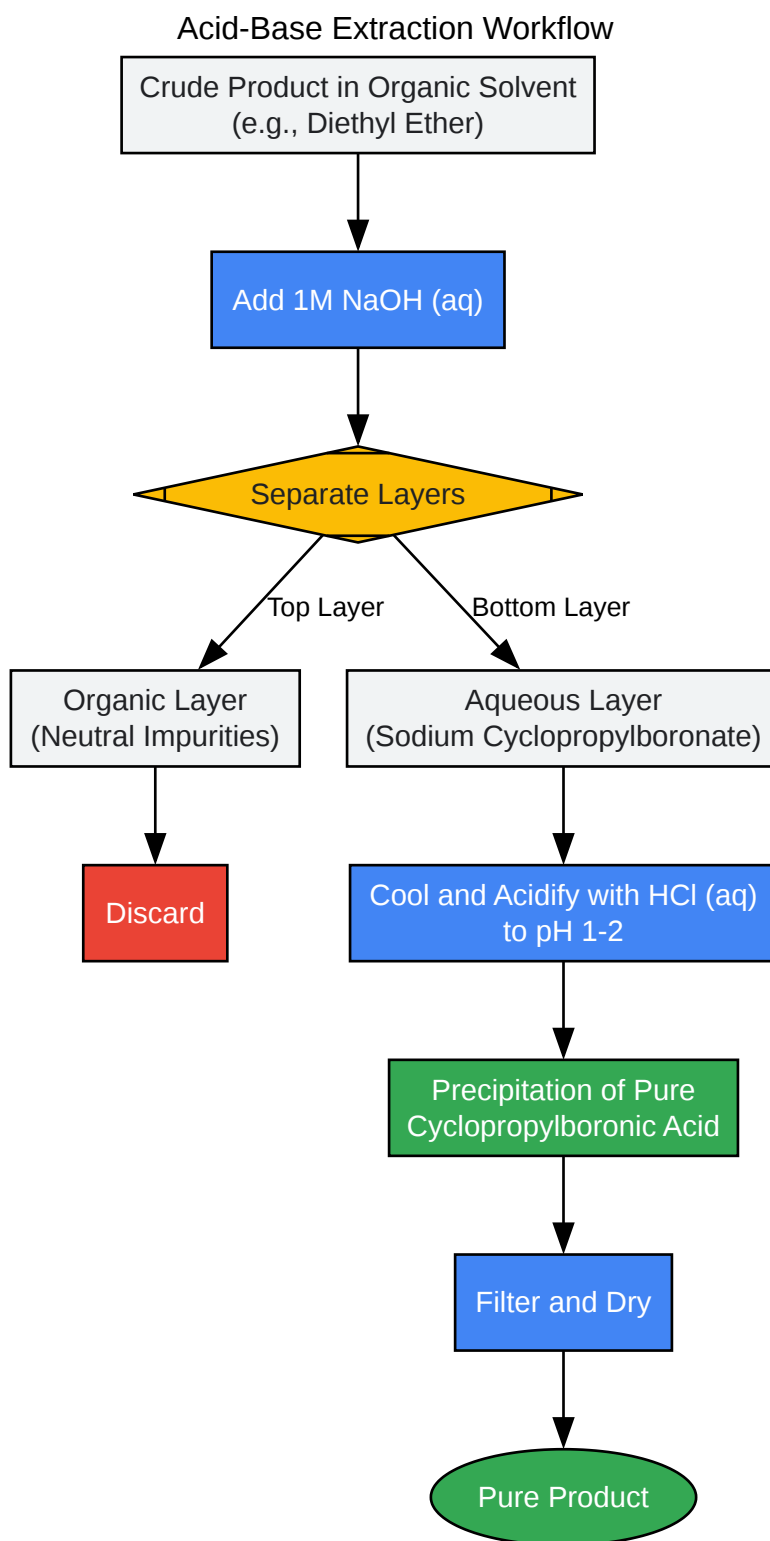 Acid-Base Extraction Workflow
Crude Product in Organic Solvent
(e.g., Diethyl Ether)
Add 1M NaOH (aq)
Separate Layers
Top Layer
Bottom Layer
Organic Layer
(Neutral Impurities)
Aqueous Layer
(Sodium Cyclopropylboronate)
Discard
Cool and Acidify with HCl (aq)
to pH 1-2
Precipitation of Pure
Cyclopropylboronic Acid
Filter and Dry
Pure Product